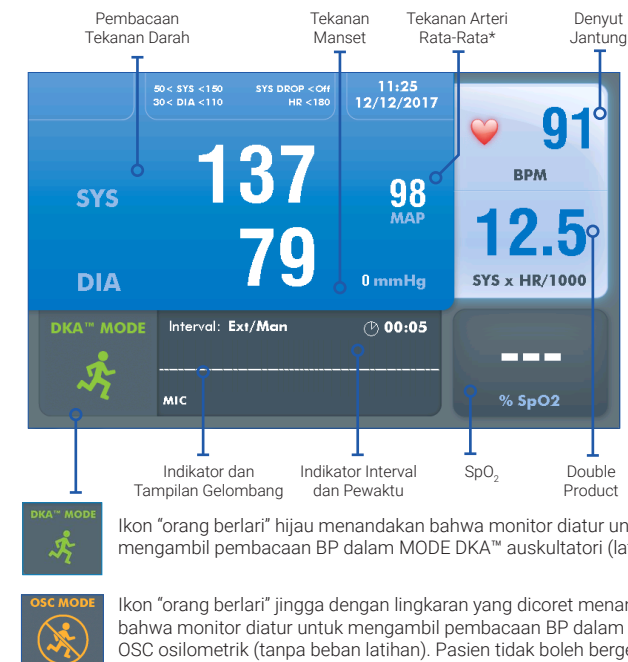 Pembacaan
Tekanan Darah
Tekanan
Manset
Tekanan Arteri
Rata-Rata*
Denyut
Jantung
50< SYS <150
30< DIA <110
SYS DROP <Off
HR <180
11:25
12/12/2017
SYS
137
98
MAP
DIA
79
0 mmHg
91
BPM
12.5
SYS x HR/1000
DKA™ MODE
Interval: Ext/Man
00:05
MIC
---
% SpO2
Indikator dan
Tampilan Gelombang
Indikator Interval
dan Pewaktu
SpO₂
Double
Product
DKA™ MODE
Ikon "orang berlari" hijau menandakan bahwa monitor diatur
mengambil pembacaan BP dalam MODE DKA™ auskultatori
OSC MODE
Ikon "orang berlari" jingga dengan lingkaran yang dicoret
bahwa monitor diatur untuk mengambil pembacaan BP dalam
OSC osilometrik (tanpa beban latihan). Pasien tidak boleh